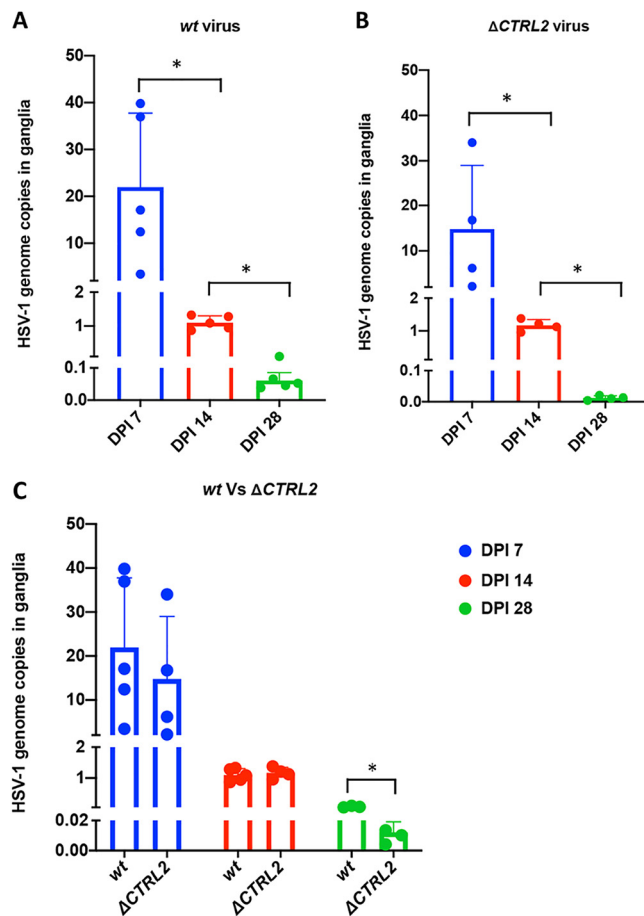 A
wt virus
HSV-1 genome copies in ganglia
50
40
30
20
10
2
1
0.1
0.0
*
*
DPI 7
DPI 14
DPI 28
B
ΔCTRL2 virus
HSV-1 genome copies in ganglia
50
40
30
20
10
2
1
0.1
0.0
*
*
DPI 7
DPI 14
DPI 28
C
wt Vs ΔCTRL2
HSV-1 genome copies in ganglia
50
40
30
20
10
2
1
0.02
0.00
*
wt
ΔCTRL2
wt
ΔCTRL2
wt
ΔCTRL2
DPI 7
DPI 14
DPI 28